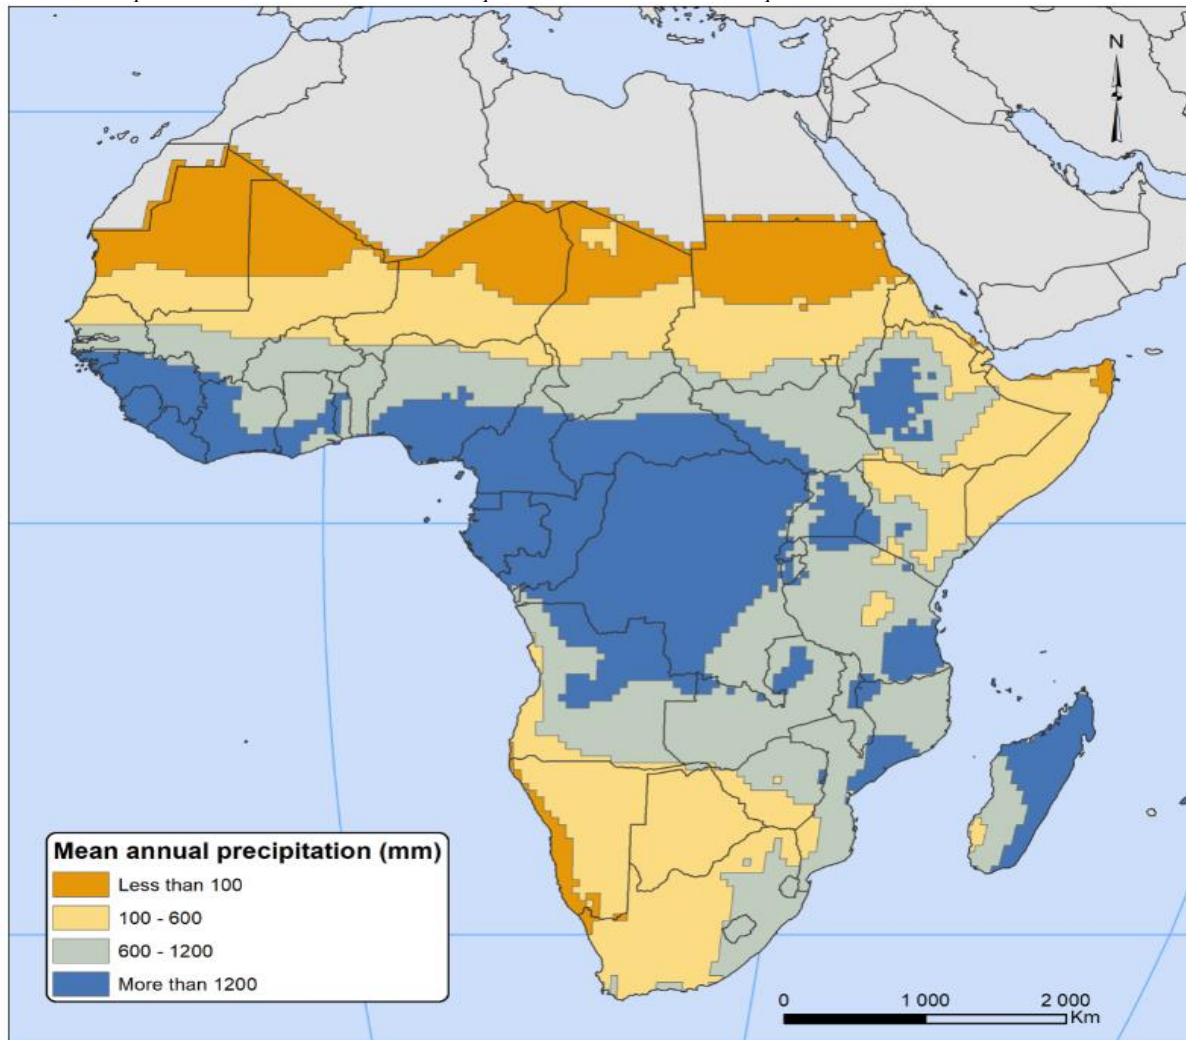 N
Mean annual precipitation (mm)
Less than 100
100 - 600
600 - 1200
More than 1200
0 1 000 2 000
Km